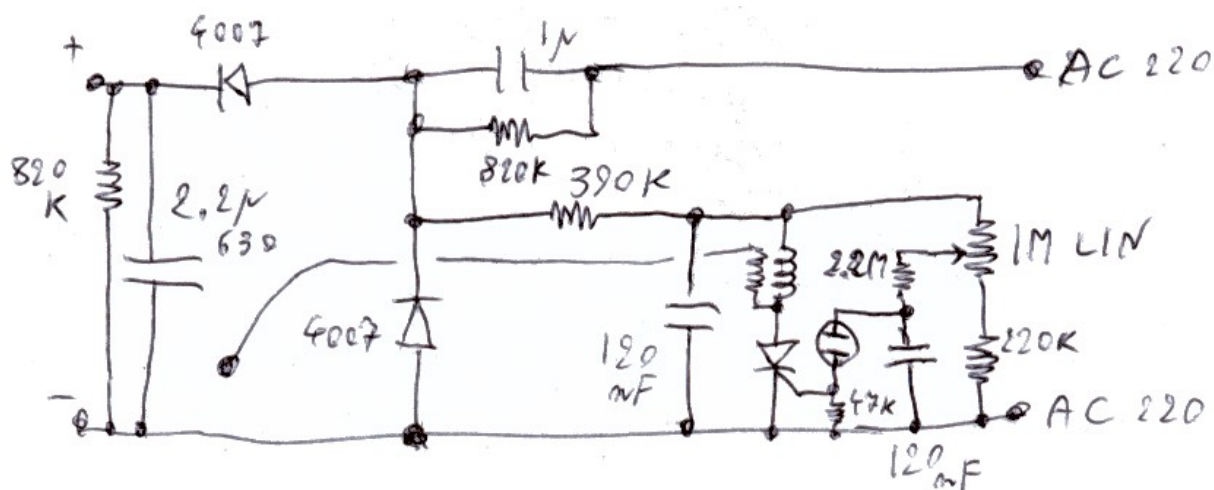 +
4007
1µ
AC 220
820
K
2.2µ
630
820K
390K
2.2M
1M LIN
4007
120
nF
220K
47K
-
AC 220
120
nF